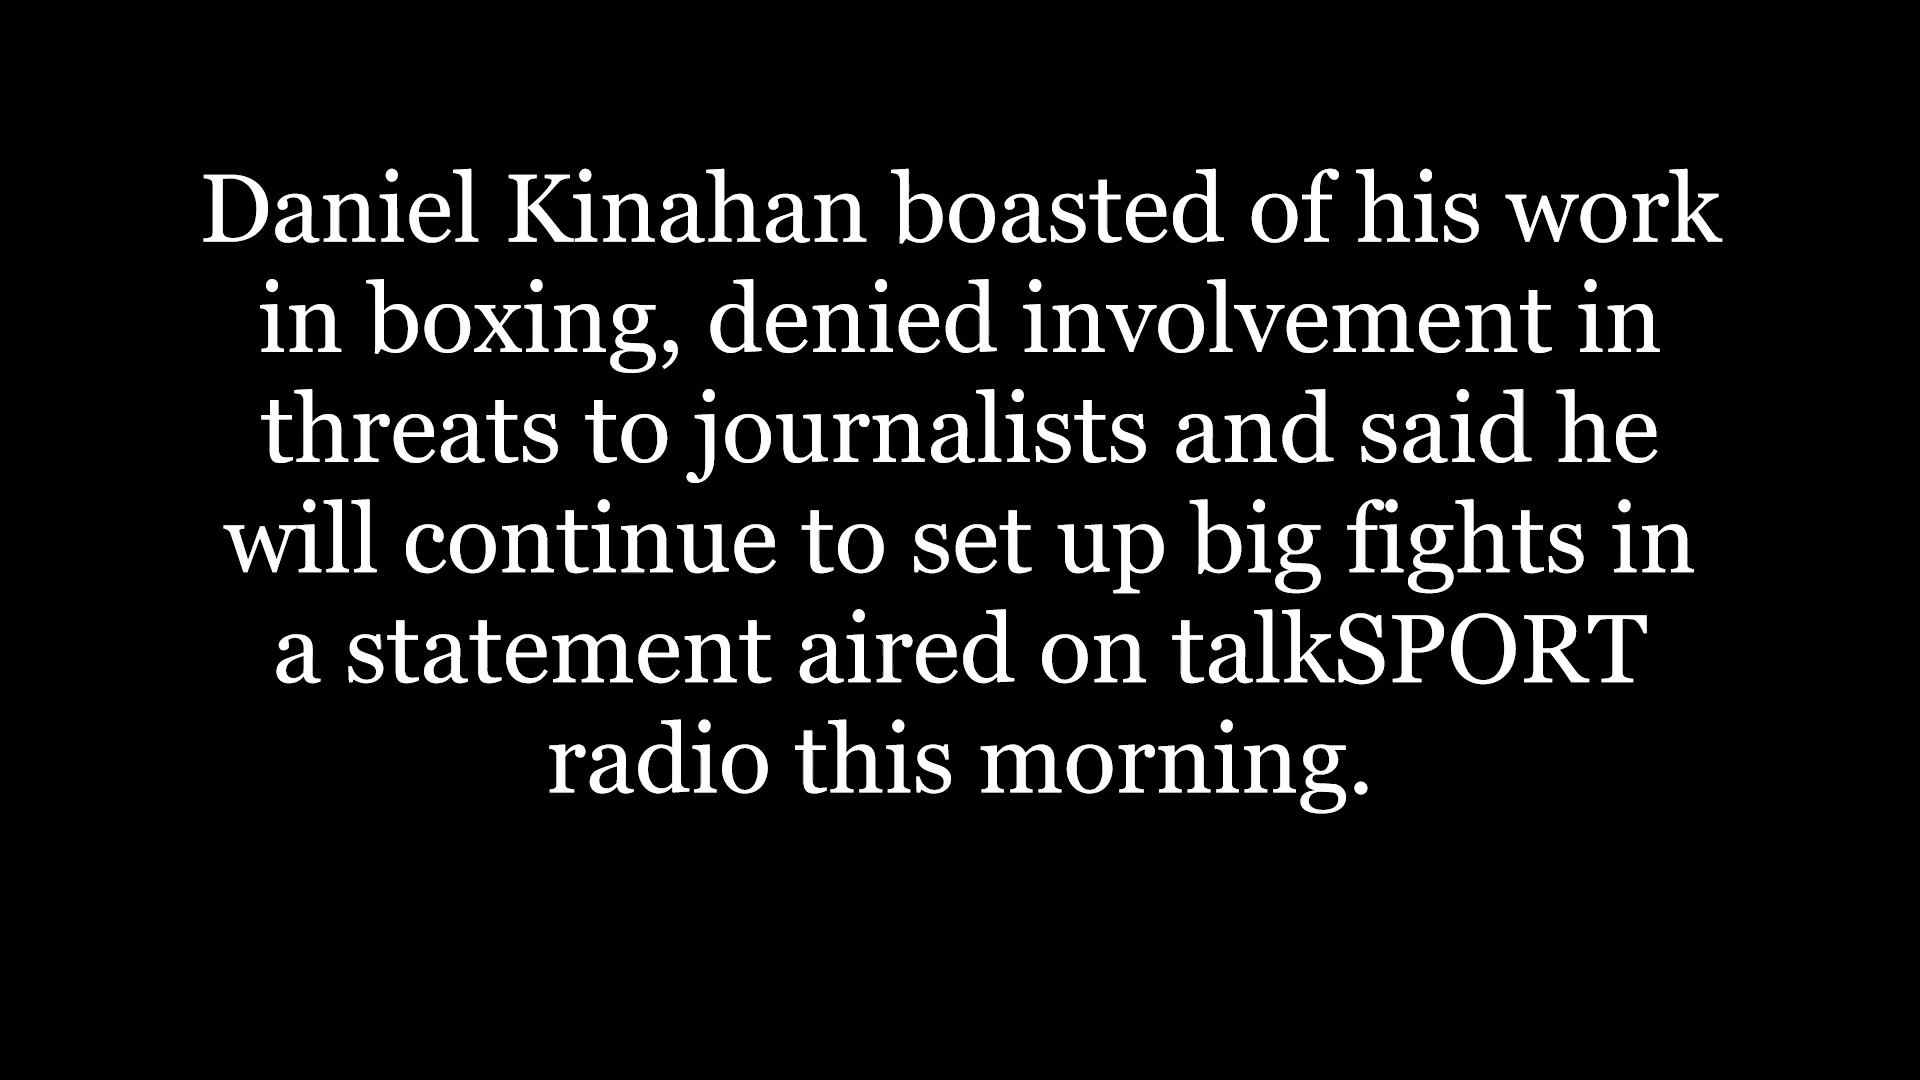 Daniel Kinahan boasted of his work
in boxing, denied involvement in
threats to journalists and said he
will continue to set up big fights in
a statement aired on talkSPORT
radio this morning.